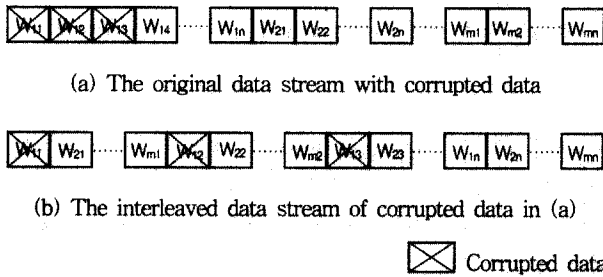 W11 W12 W13 W14 W1n W21 W22 W2n Wm1 Wm2 Wmn
(a) The original data stream with corrupted data
W11 W21 Wm1 W12 W22 Wm2 W13 W23 W1n W2n Wmn
(b) The interleaved data stream of corrupted data in (a)
Corrupted data